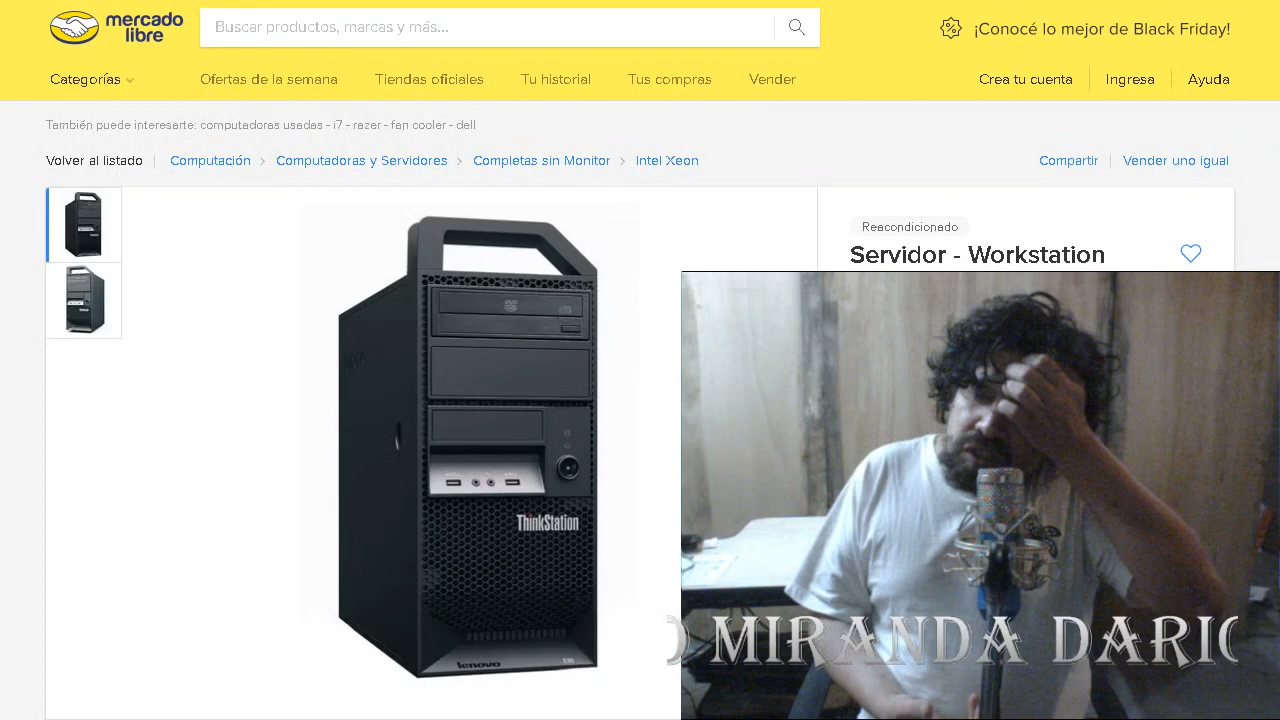 mercado
libre
Buscar productos, marcas y más...
¡Conocé lo mejor de Black Friday!
Categorías
Ofertas de la semana
Tiendas oficiales
Tu historial
Tus compras
Vender
Crea tu cuenta
Ingresa
Ayuda
También puede interesarte: computadoras usadas - i7 - razer - fan cooler - dell
Volver al listado
Computación
Computadoras y Servidores
Completas sin Monitor
Intel Xeon
Compartir
Vender uno igual
Reacondicionado
Servidor - Workstation
ThinkStation
lenovo
E30
O MIRANDA DARIO